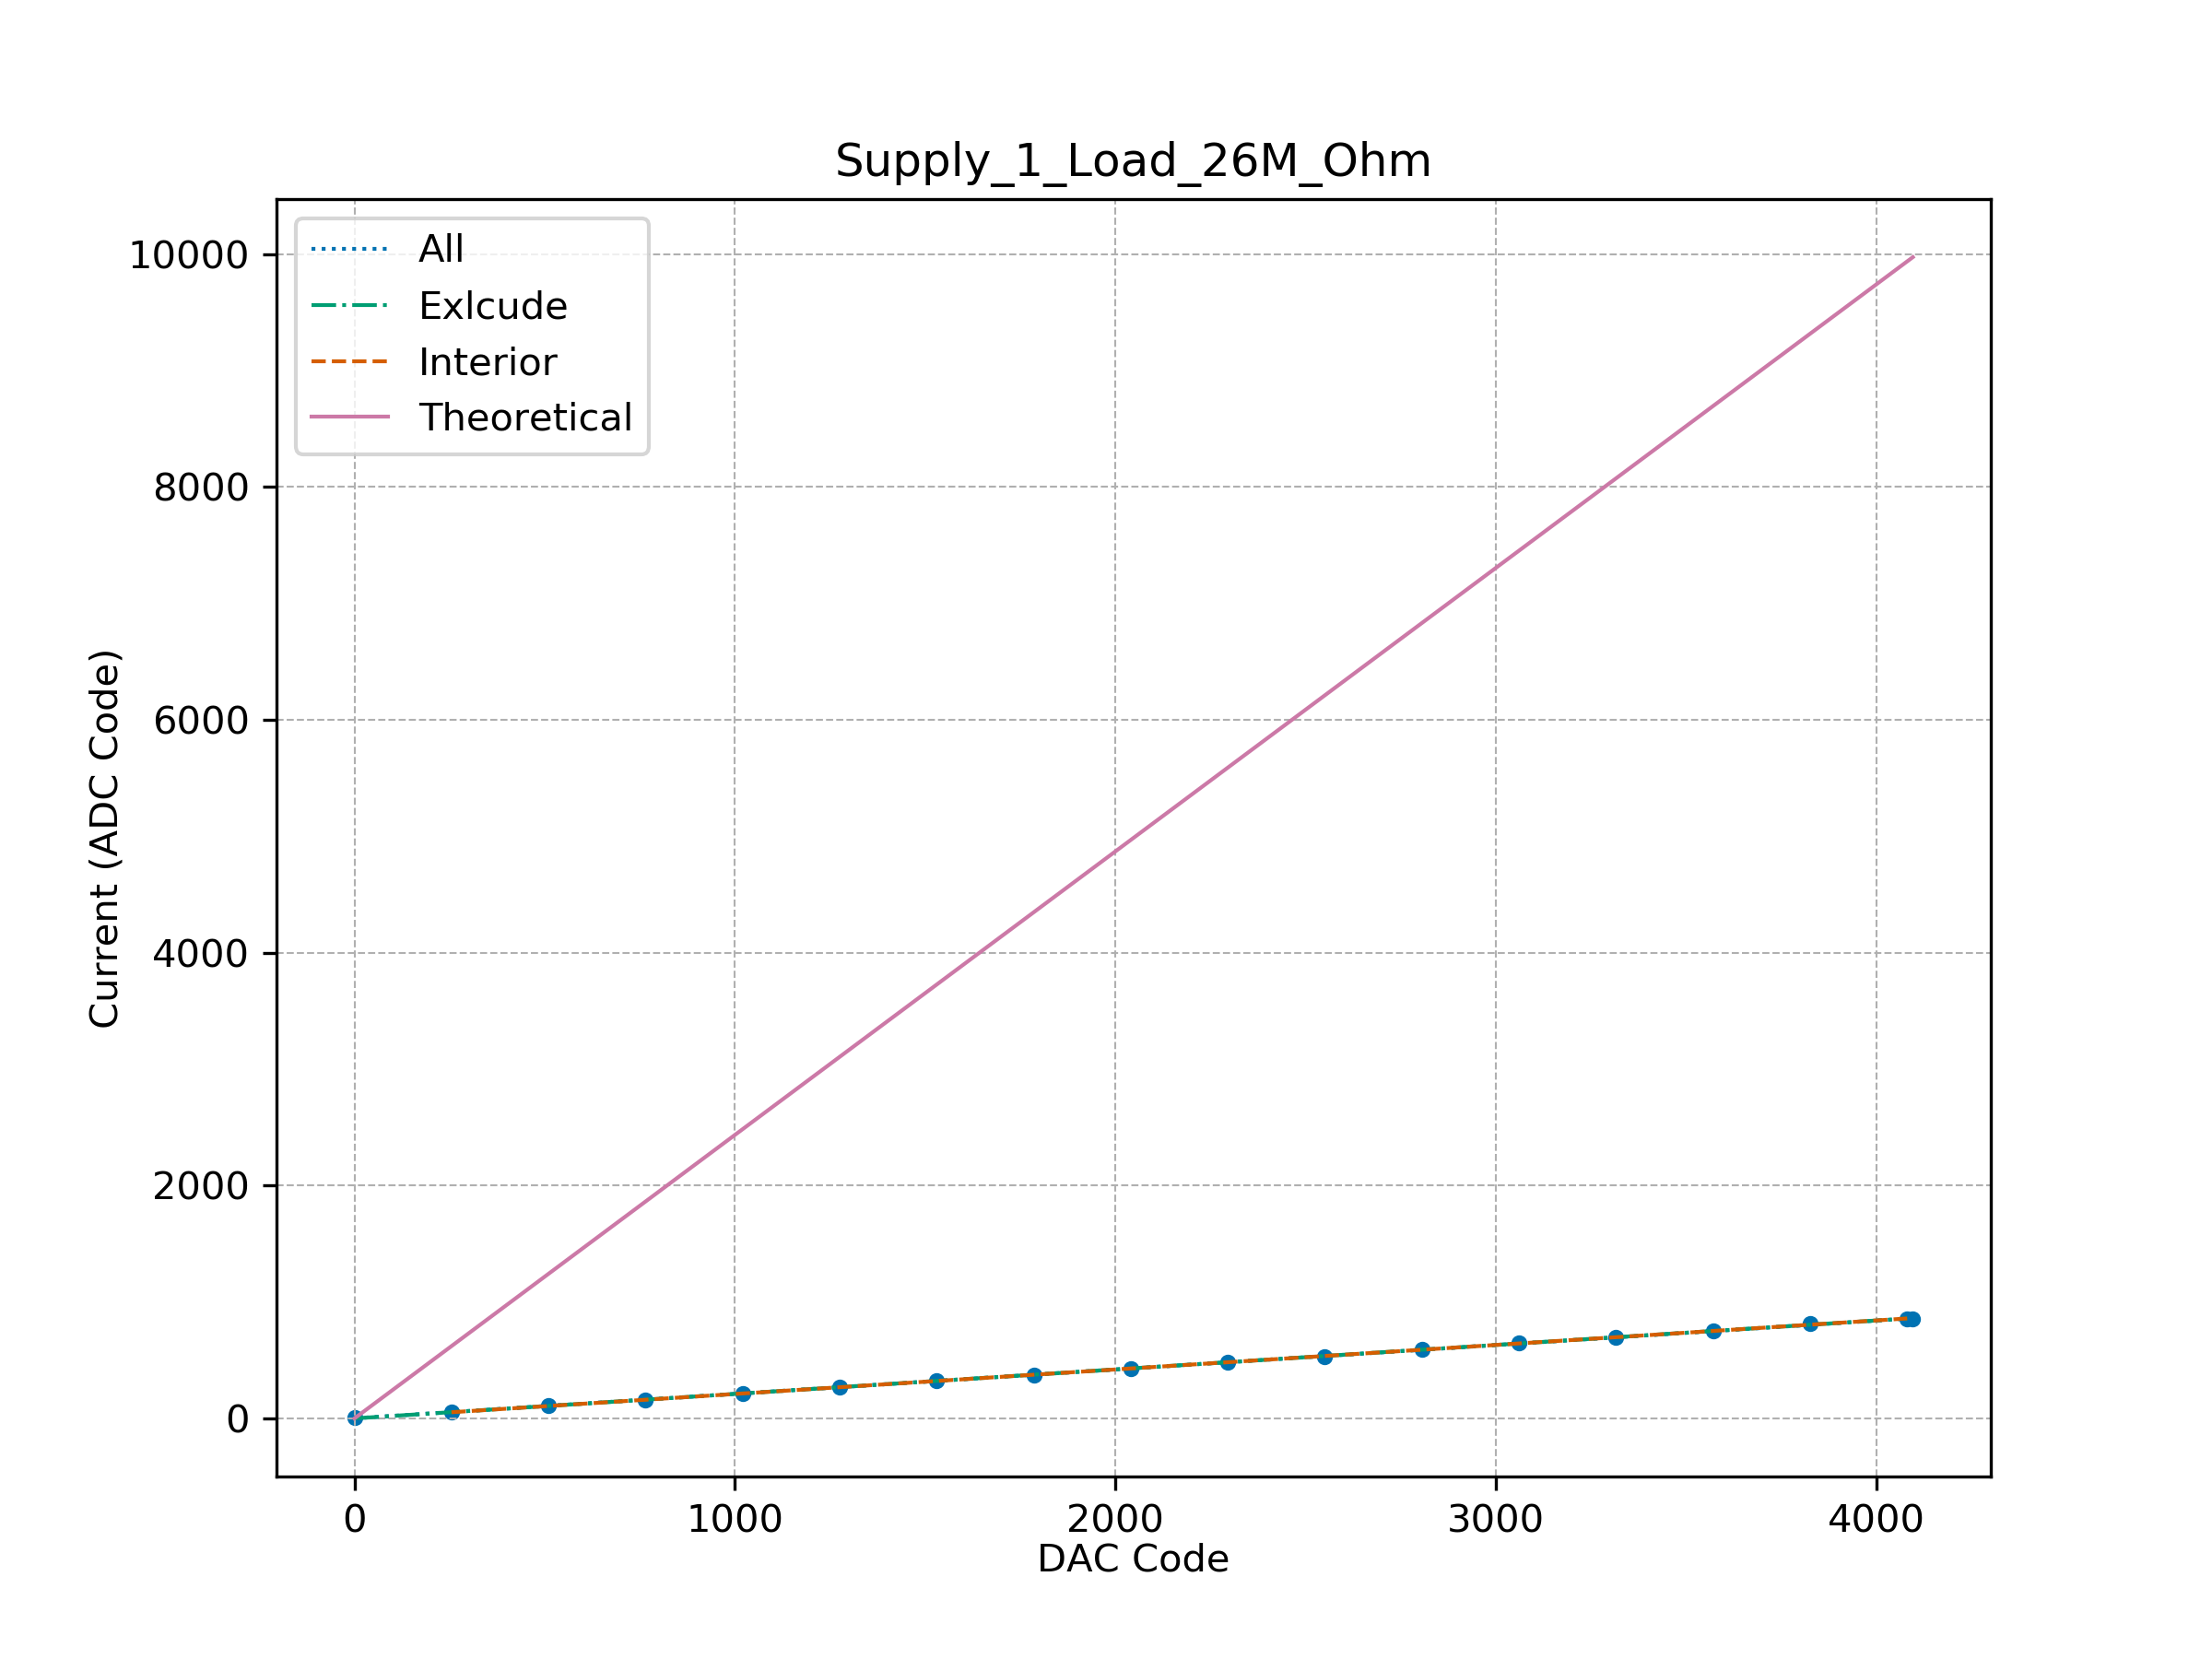 Supply_1_Load_26M_Ohm
All
Exlcude
Interior
Theoretical
10000
8000
6000
4000
2000
0
Current (ADC Code)
0 1000 2000 3000 4000
DAC Code